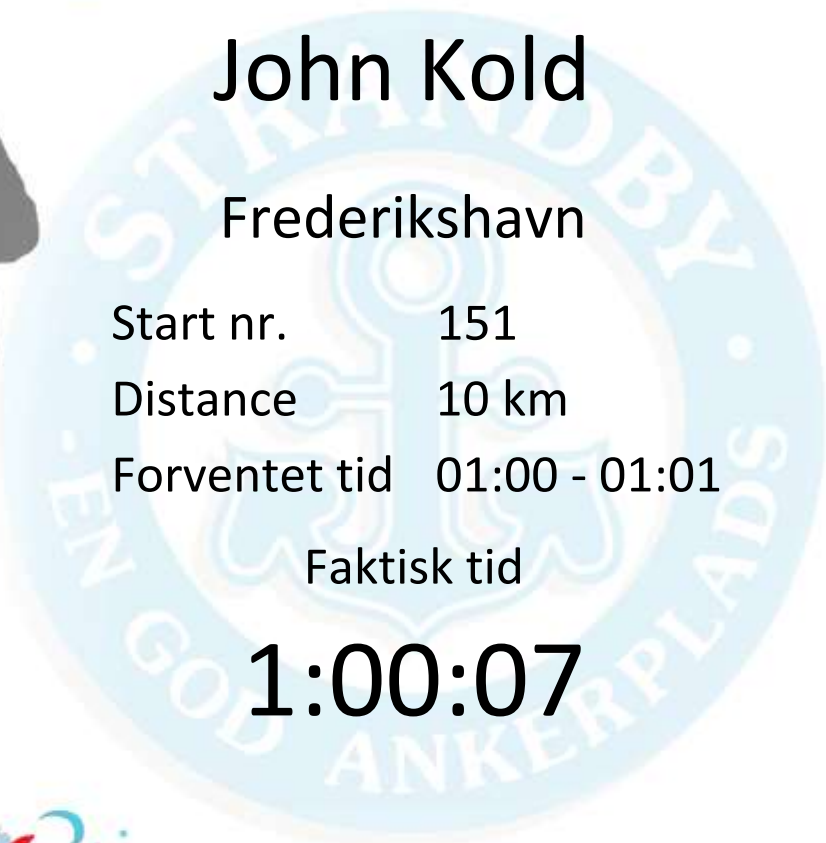 John Kold
Frederikshavn
Start nr. 151
Distance 10 km
Forventet tid 01:00 - 01:01
Faktisk tid
1:00:07
STRANDBY
- EN GOD ANKERPLADS